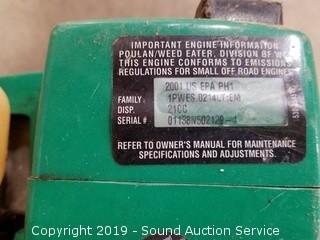 IMPORTANT ENGINE INFORMATION
POULAN/WEED EATER, DIVISION OF W
THIS ENGINE CONFORMS TO EMISSIONS
REGULATIONS FOR SMALL OFF ROAD ENGINES.
2001 US EPA PH1
FAMILY
DISP. 21CC
SERIAL # 01138N502129-4
REFER TO OWNER'S MANUAL FOR MAINTENANCE
SPECIFICATIONS AND ADJUSTMENTS.
Copyright 2019 - Sound Auction Service